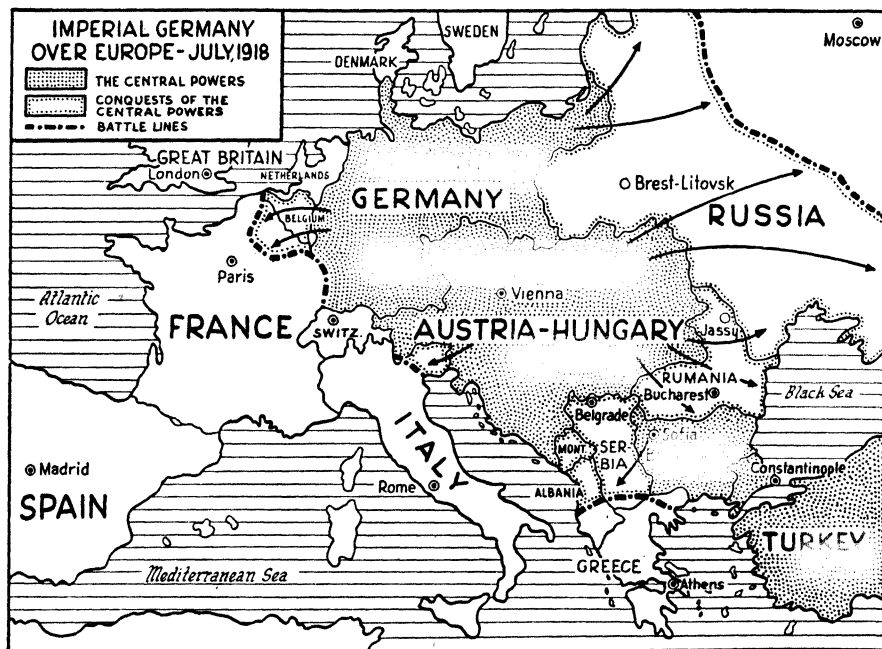 IMPERIAL GERMANY
OVER EUROPE-JULY, 1918
THE CENTRAL POWERS
CONQUESTS OF THE
CENTRAL POWERS
BATTLE LINES
SWEDEN
Moscow
DENMARK
GREAT BRITAIN
London
NETHERLANDS
GERMANY
Brest-Litovsk
BELGIUM
RUSSIA
Paris
Vienna
Atlantic
Ocean
FRANCE
SWITZ.
AUSTRIA-HUNGARY
Jassy
RUMANIA
Bucharest
Black Sea
Belgrade
ITALY
Sofia
MONT.
SER-
BIA
Madrid
Rome
ALBANIA
Constantinople
SPAIN
TURKEY
GREECE
Mediterranean Sea
Athens